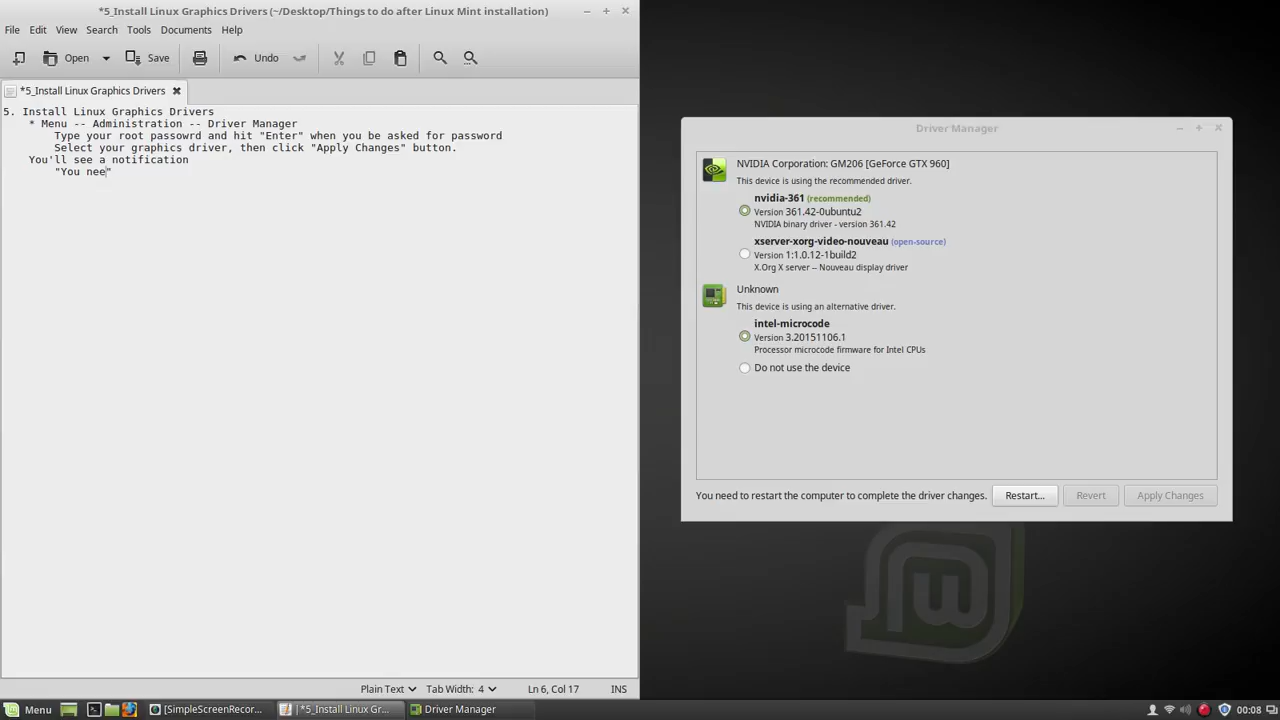 *5_Install Linux Graphics Drivers (~/Desktop/Things to do after Linux Mint installation)
File Edit View Search Tools Documents Help
Open Save Undo
*5_Install Linux Graphics Drivers
5. Install Linux Graphics Drivers
* Menu -- Administration -- Driver Manager
Type your root passowrd and hit "Enter" when you be asked for password
Select your graphics driver, then click "Apply Changes" button.
You'll see a notification
"You nee"
Plain Text Tab Width: 4 Ln 6, Col 17 INS
Driver Manager
NVIDIA Corporation: GM206 [GeForce GTX 960]
This device is using the recommended driver.
nvidia-361 (recommended)
Version 361.42-0ubuntu2
NVIDIA binary driver - version 361.42
xserver-xorg-video-nouveau (open-source)
Version 1:1.0.12-1build2
X.Org X server -- Nouveau display driver
Unknown
This device is using an alternative driver.
intel-microcode
Version 3.20151106.1
Processor microcode firmware for Intel CPUs
Do not use the device
You need to restart the computer to complete the driver changes. Restart... Revert Apply Changes
Menu [SimpleScreenRecor... *5_Install Linux Gr... Driver Manager 00:08